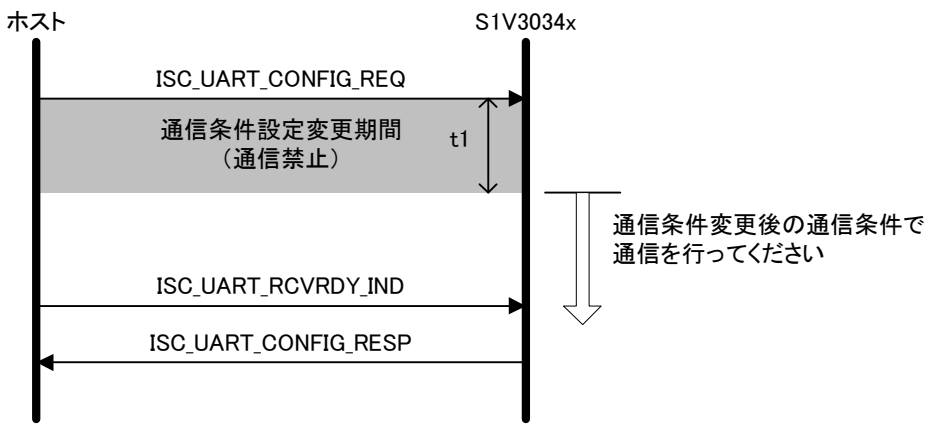 ホスト
S1V3034x
ISC_UART_CONFIG_REQ
通信条件設定変更期間
（通信禁止）
t1
通信条件変更後の通信条件で
通信を行ってください
ISC_UART_RCVRDY_IND
ISC_UART_CONFIG_RESP